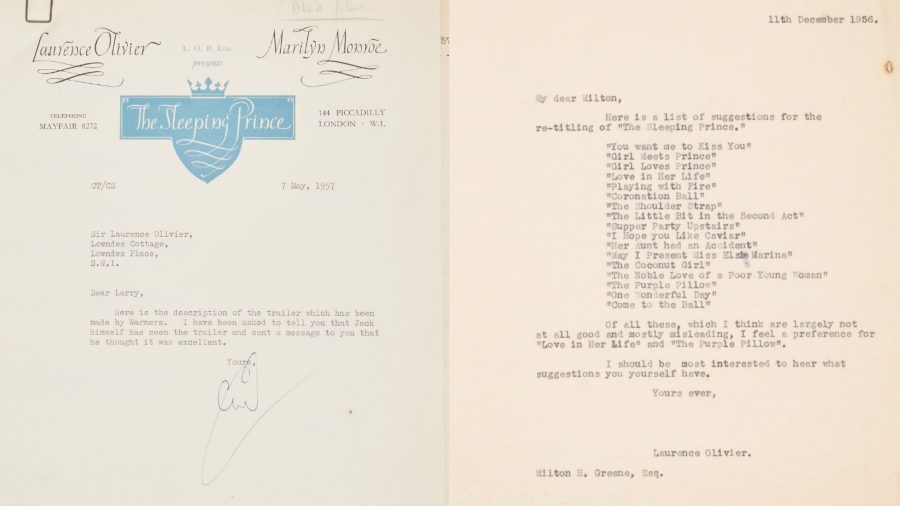 Laurence Olivier
L. O. P. LTD.
presents
Marilyn Monroe
"The Sleeping Prince"
TELEPHONE
MAYFAIR 8272
144 PICCADILLY
LONDON · W.1.
CT/CS
7 May, 1957
Sir Laurence Olivier,
Lowndes Cottage,
Lowndes Place,
S.W.1.
Dear Larry,
Here is the description of the trailer which has been
made by Warners. I have been asked to tell you that Jack
himself has seen the trailer and sent a message to you that
he thought it was excellent.
Yours,
11th December 1956.
My dear Milton,
Here is a list of suggestions for the
re-titling of "The Sleeping Prince."
"You want me to Kiss You"
"Girl Meets Prince"
"Girl Loves Prince"
"Love in Her Life"
"Playing with Fire"
"Coronation Ball"
"The Shoulder Strap"
"The Little Bit in the Second Act"
"Supper Party Upstairs"
"I Hope you Like Caviar"
"Her Aunt had an Accident"
"May I Present Miss Elsie Marina"
"The Coconut Girl"
"The Noble Love of a Poor Young Woman"
"The Purple Pillow"
"One Wonderful Day"
"Come to the Ball"
Of all these, which I think are largely not
at all good and mostly misleading, I feel a preference for
"Love in Her Life" and "The Purple Pillow".
I should be most interested to hear what
suggestions you yourself have.
Yours ever,
Laurence Olivier.
Milton H. Greene, Esq.